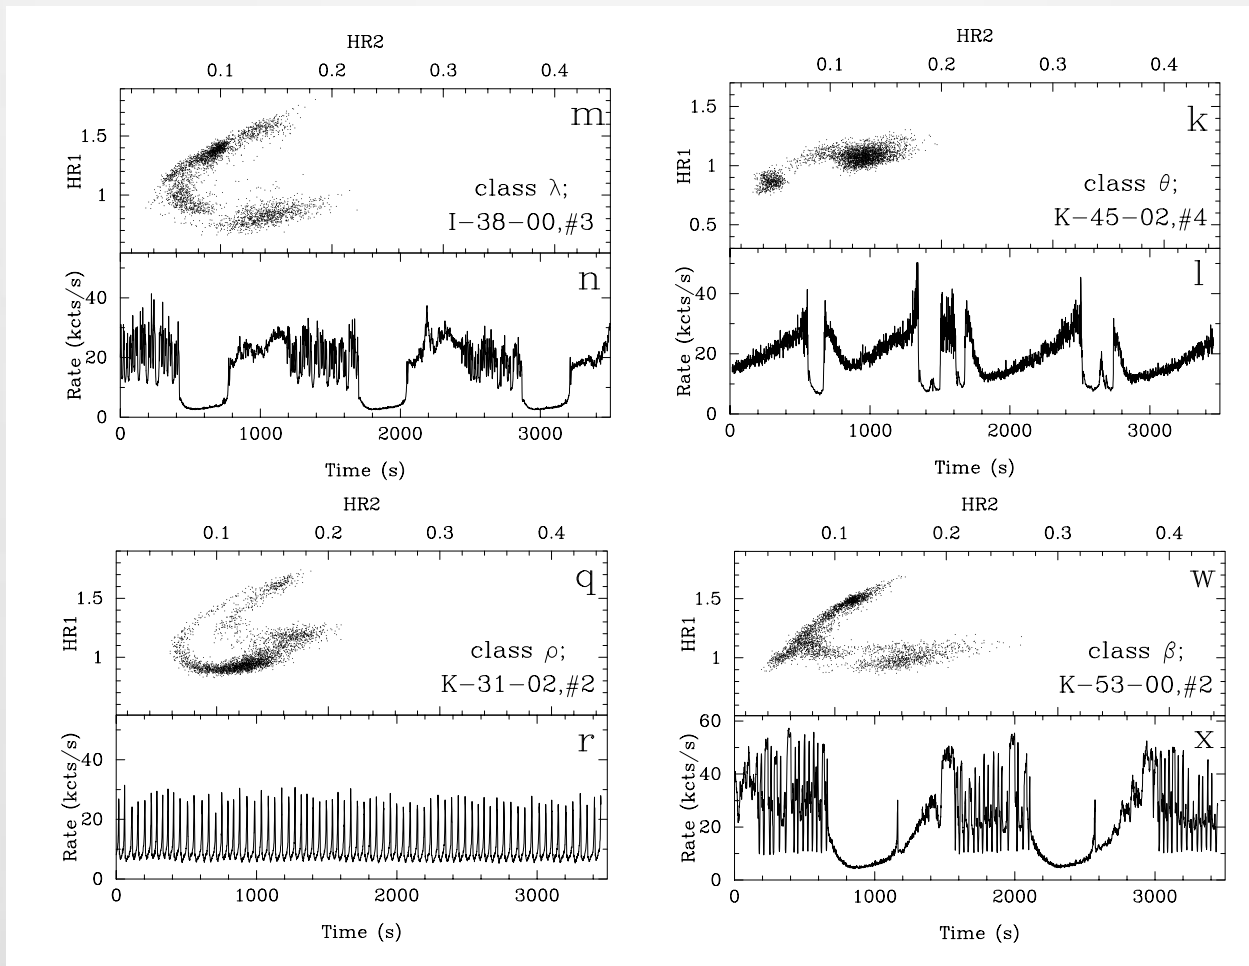 HR2
0.1 0.2 0.3 0.4
HR1
1.5
1
m
class λ;
I-38-00,#3
Rate (kcts/s)
40
20
0
n
0 1000 2000 3000
Time (s)
HR2
0.1 0.2 0.3 0.4
HR1
1.5
1
0.5
k
class θ;
K-45-02,#4
Rate (kcts/s)
40
20
0
l
0 1000 2000 3000
Time (s)
HR2
0.1 0.2 0.3 0.4
HR1
1.5
1
q
class ρ;
K-31-02,#2
Rate (kcts/s)
40
20
0
r
0 1000 2000 3000
Time (s)
HR2
0.1 0.2 0.3 0.4
HR1
1.5
1
w
class β;
K-53-00,#2
Rate (kcts/s)
60
40
20
0
x
0 1000 2000 3000
Time (s)